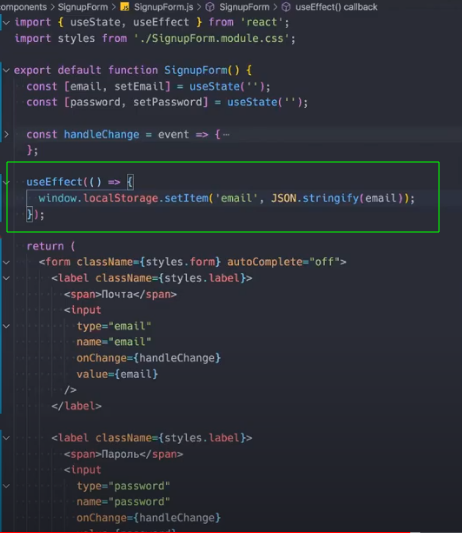 omponents > SignupForm > SignupForm.js > SignupForm > useEffect() callback
import { useState, useEffect } from 'react';
import styles from './SignupForm.module.css';
export default function SignupForm() {
const [email, setEmail] = useState('');
const [password, setPassword] = useState('');
const handleChange = event => {…
};
useEffect(() => {
window.localStorage.setItem('email', JSON.stringify(email));
});
return (
<form className={styles.form} autoComplete="off">
<label className={styles.label}>
<span>Почта</span>
<input
type="email"
name="email"
onChange={handleChange}
value={email}
/>
</label>
<label className={styles.label}>
<span>Пароль</span>
<input
type="password"
name="password"
onChange={handleChange}